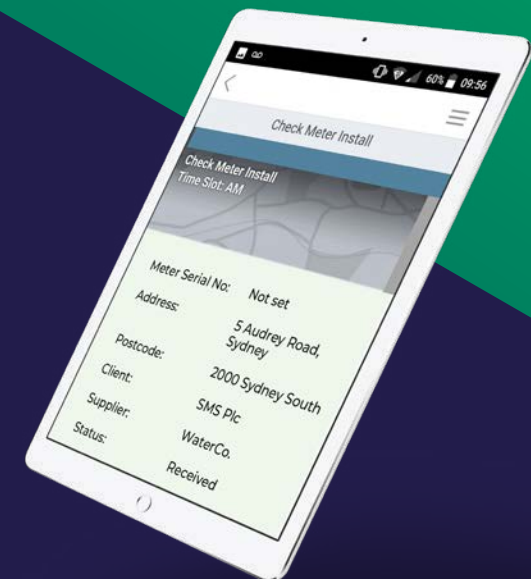 60% 09:56
Check Meter Install
Check Meter Install
Time Slot: AM
Meter Serial No: Not set
Address: 5 Audrey Road,
Sydney
Postcode: 2000 Sydney South
Client: SMS Plc
Supplier: WaterCo.
Status: Received